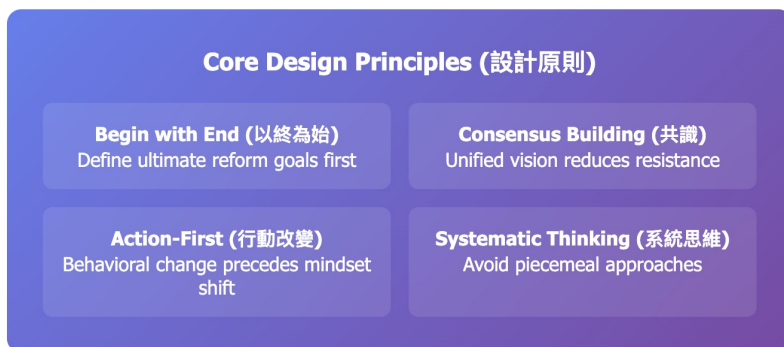 Core Design Principles (設計原則)
Begin with End (以終為始)
Define ultimate reform goals first
Consensus Building (共識)
Unified vision reduces resistance
Action-First (行動改變)
Behavioral change precedes mindset
shift
Systematic Thinking (系統思維)
Avoid piecemeal approaches